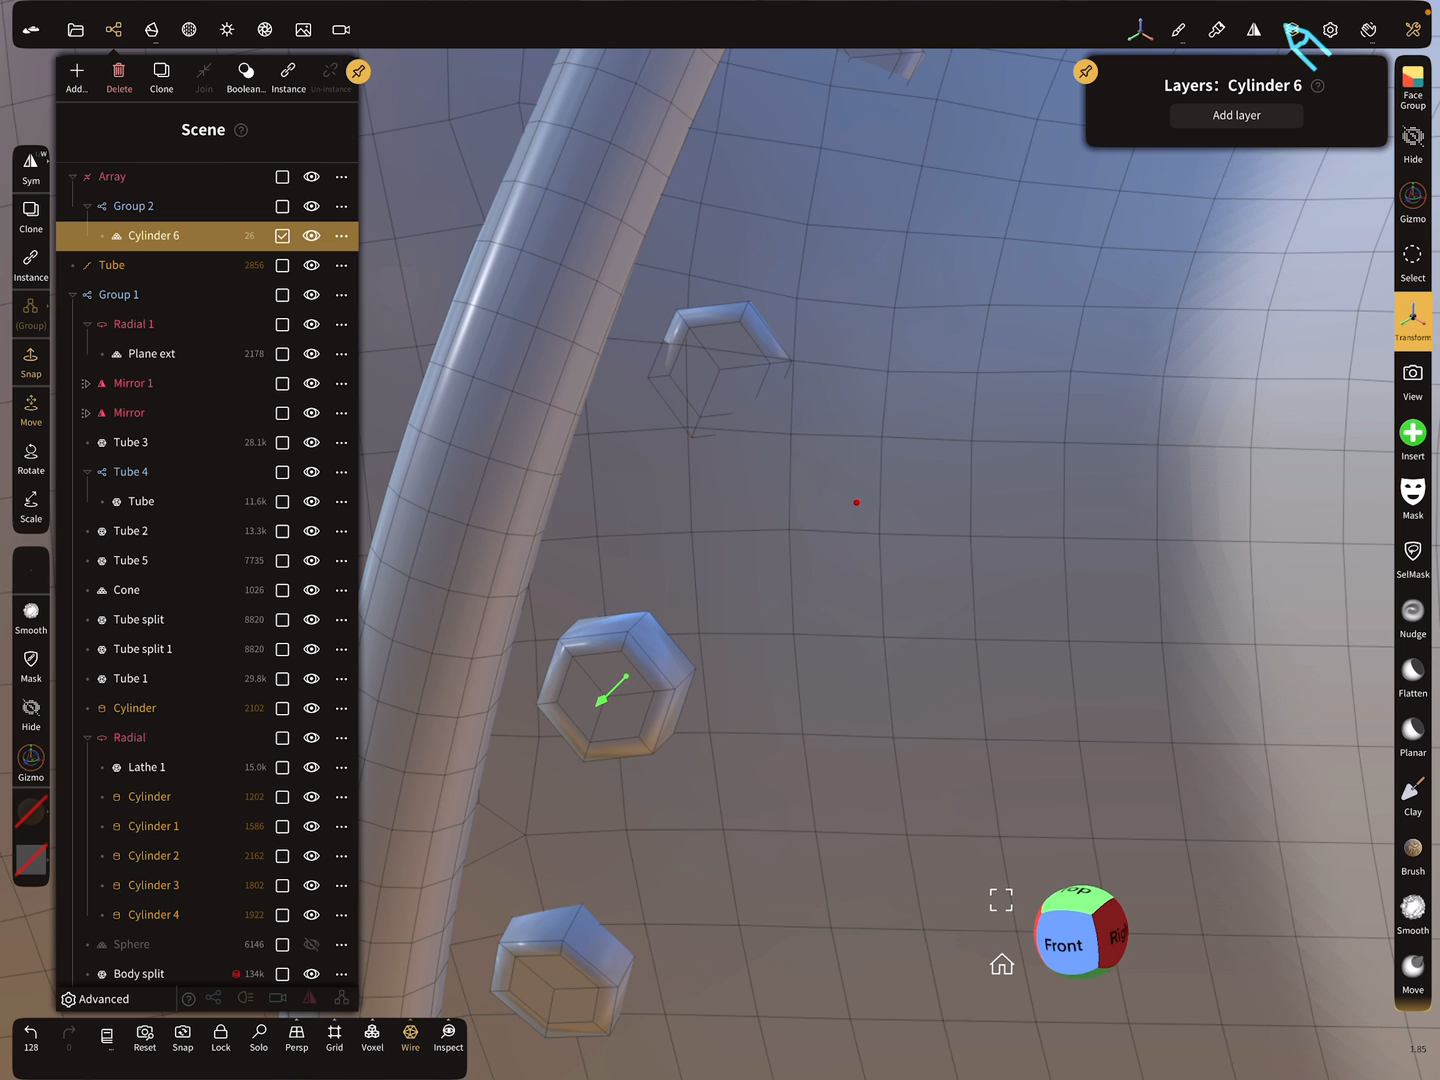 Add...
Delete
Clone
Join
Boolean...
Instance
Un-instance
Scene ?
Array
Group 2
Cylinder 6 26
Tube 2856
Group 1
Radial 1
Plane ext 2178
Mirror 1
Mirror
Tube 3 28.1k
Tube 4
Tube 11.6k
Tube 2 13.3k
Tube 5 7735
Cone 1026
Tube split 8820
Tube split 1 8820
Tube 1 29.8k
Cylinder 2102
Radial
Lathe 1 15.0k
Cylinder 1202
Cylinder 1 1586
Cylinder 2 2162
Cylinder 3 1802
Cylinder 4 1922
Sphere 6146
Body split 134k
Advanced ?
W
Sym
Clone
Instance
(Group)
Snap
Move
Rotate
Scale
Smooth
Mask
Hide
Gizmo
128
0
Reset
Snap
Lock
Solo
Persp
Grid
Voxel
Wire
Inspect
Layers: Cylinder 6 ?
Add layer
Face
Group
Hide
Gizmo
Select
Transform
View
Insert
Mask
SelMask
Nudge
Flatten
Planar
Clay
Brush
Smooth
Move
Top
Front
Rig
1.85